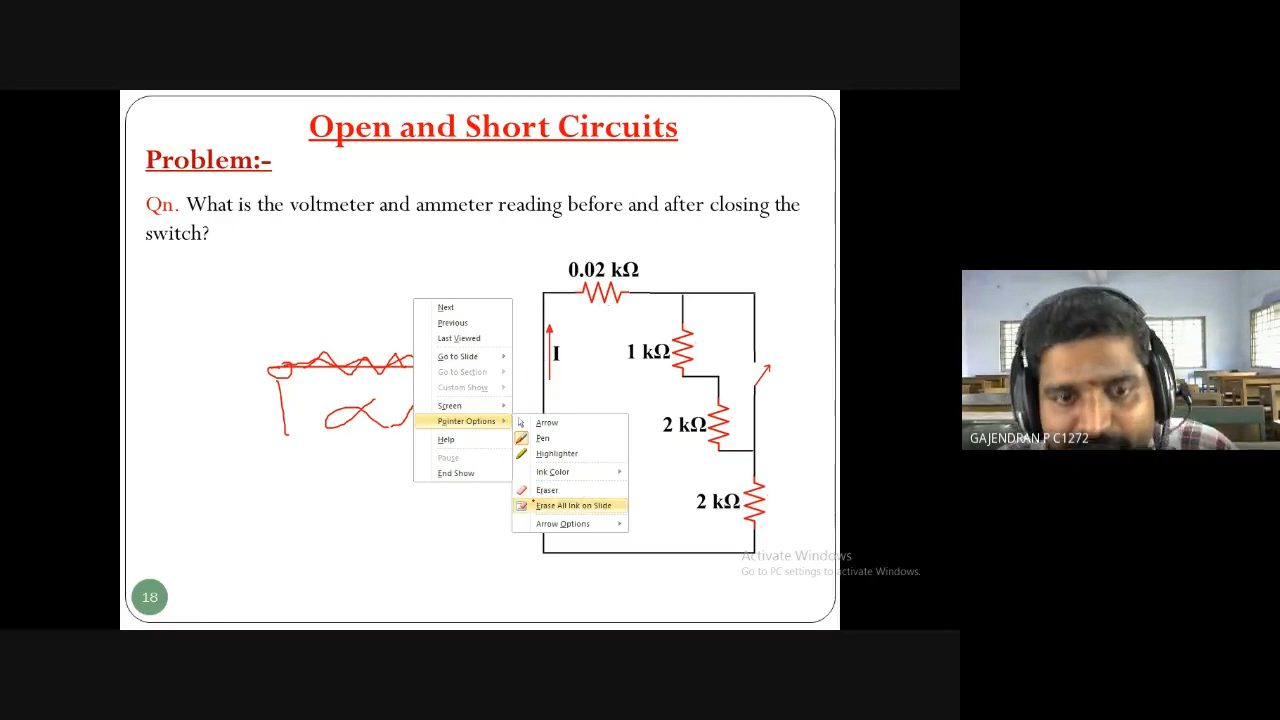 Open and Short Circuits
Problem:-
Qn. What is the voltmeter and ammeter reading before and after closing the
switch?
0.02 kΩ
I
1 kΩ
2 kΩ
2 kΩ
Next
Previous
Last Viewed
Go to Slide
Go to Section
Custom Show
Screen
Pointer Options
Help
Pause
End Show
Arrow
Pen
Highlighter
Ink Color
Eraser
Erase All Ink on Slide
Arrow Options
Activate Windows
Go to PC settings to activate Windows.
18
GAJENDRAN P C1272